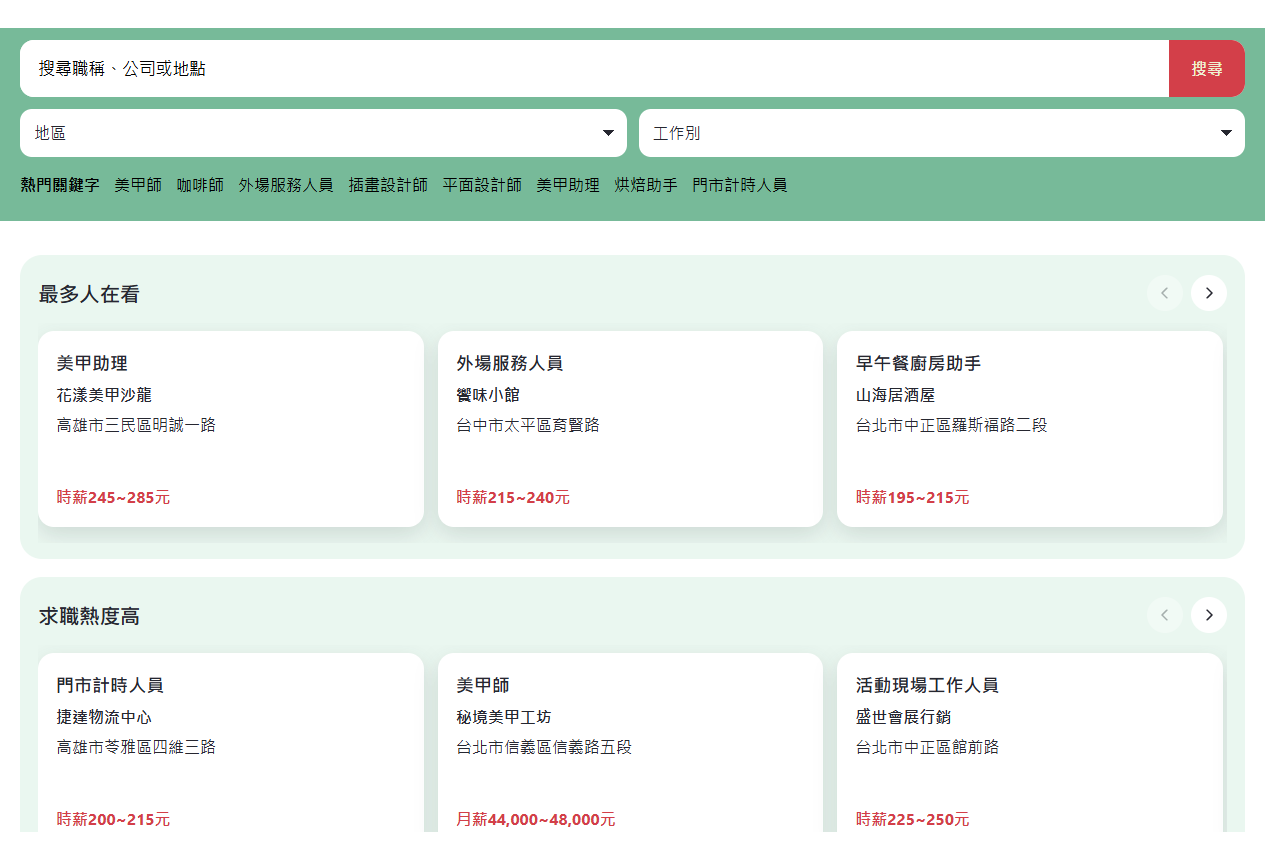 搜尋職稱、公司或地點
搜尋
地區
工作別
熱門關鍵字 美甲師 咖啡師 外場服務人員 插畫設計師 平面設計師 美甲助理 烘焙助手 門市計時人員
最多人在看
美甲助理
花漾美甲沙龍
高雄市三民區明誠一路
時薪245~285元
外場服務人員
饗味小館
台中市太平區育賢路
時薪215~240元
早午餐廚房助手
山海居酒屋
台北市中正區羅斯福路二段
時薪195~215元
求職熱度高
門市計時人員
捷達物流中心
高雄市苓雅區四維三路
時薪200~215元
美甲師
秘境美甲工坊
台北市信義區信義路五段
月薪44,000~48,000元
活動現場工作人員
盛世會展行銷
台北市中正區館前路
時薪225~250元